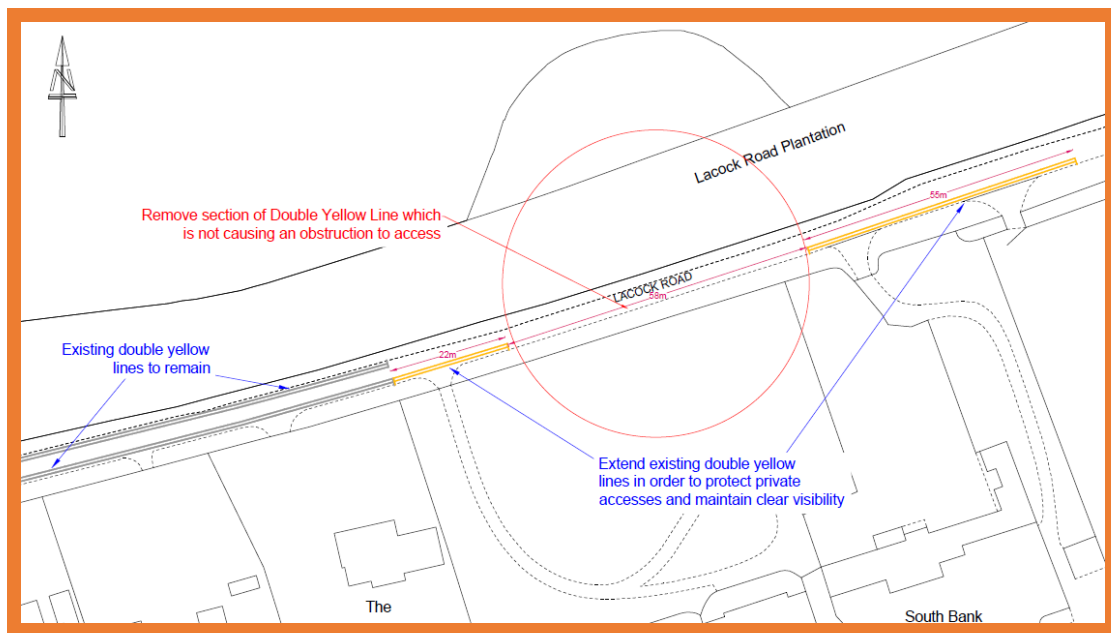 N
Lacock Road Plantation
55m
Remove section of Double Yellow Line which
is not causing an obstruction to access
LACOCK ROAD
58m
22m
Existing double yellow
lines to remain
Extend existing double yellow
lines in order to protect private
accesses and maintain clear visibility
The
South Bank